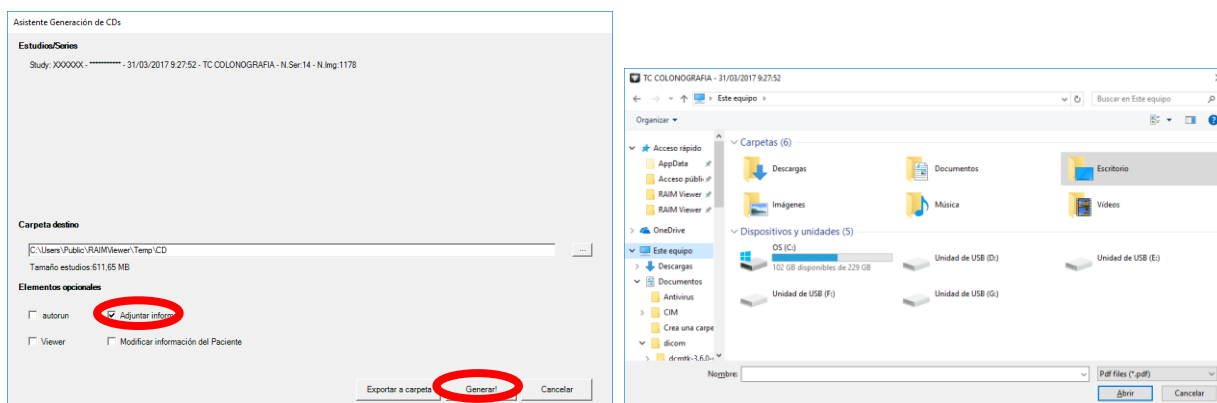 Asistente Generación de CDs
Estudios/Series
Study: XXXXXX - *********** - 31/03/2017 9:27:52 - TC COLONOGRAFIA - N.Ser:14 - N.Img:1178
Carpeta destino
C:\Users\Public\RAIMViewer\Temp\CD
...
Tamaño estudios:611,65 MB
Elementos opcionales
autorun
Adjuntar inform
Viewer
Modificar información del Paciente
Exportar a carpeta
Generar!
Cancelar
TC COLONOGRAFIA - 31/03/2017 9:27:52
Este equipo
Buscar en Este equipo
Organizar
Acceso rápido
AppData
Acceso públi
RAIM Viewer
RAIM Viewer
OneDrive
Este equipo
Descargas
Documentos
Antivirus
CIM
Crea una carpe
dicom
dcmtk-3.6.0-
Carpetas (6)
Descargas
Documentos
Escritorio
Imágenes
Música
Vídeos
Dispositivos y unidades (5)
OS (C:)
102 GB disponibles de 229 GB
Unidad de USB (D:)
Unidad de USB (E:)
Unidad de USB (F:)
Unidad de USB (G:)
Nombre:
Pdf files (*.pdf)
Abrir
Cancelar